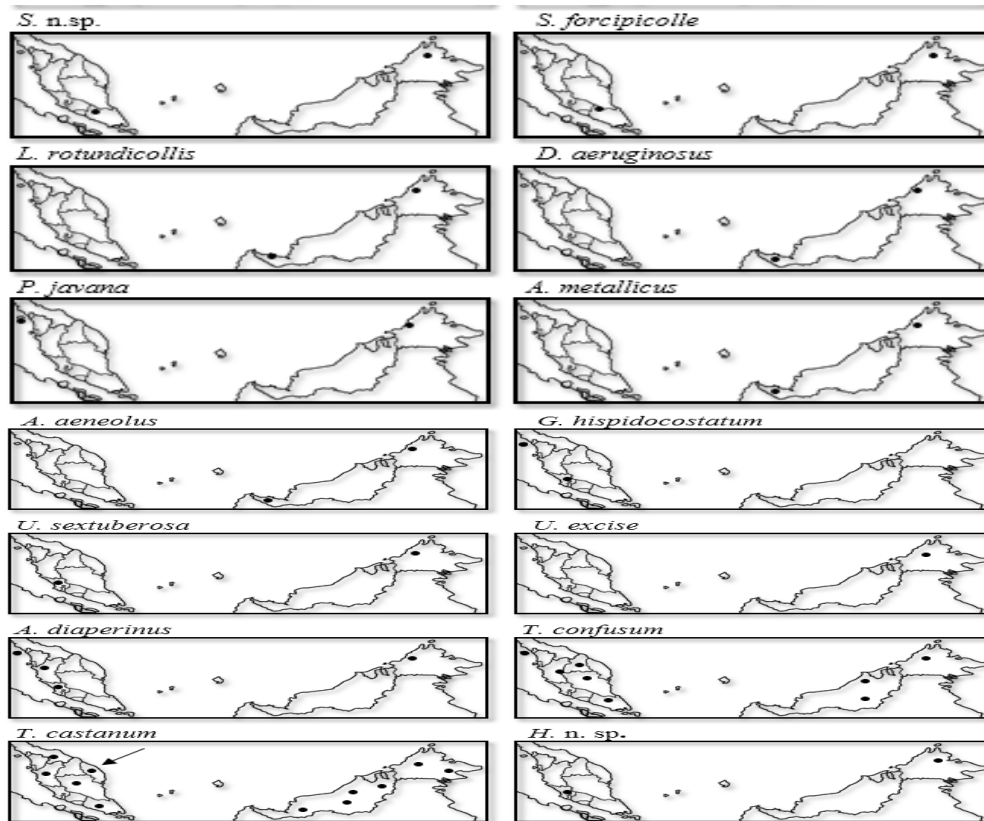 S. n.sp.
S. forcipicolle
L. rotundicollis
D. aeruginosus
P. javana
A. metallicus
A. aeneolus
G. hispidocostatum
U. sextuberosa
U. excise
A. diaperinus
T. confusum
T. castanum
H. n. sp.